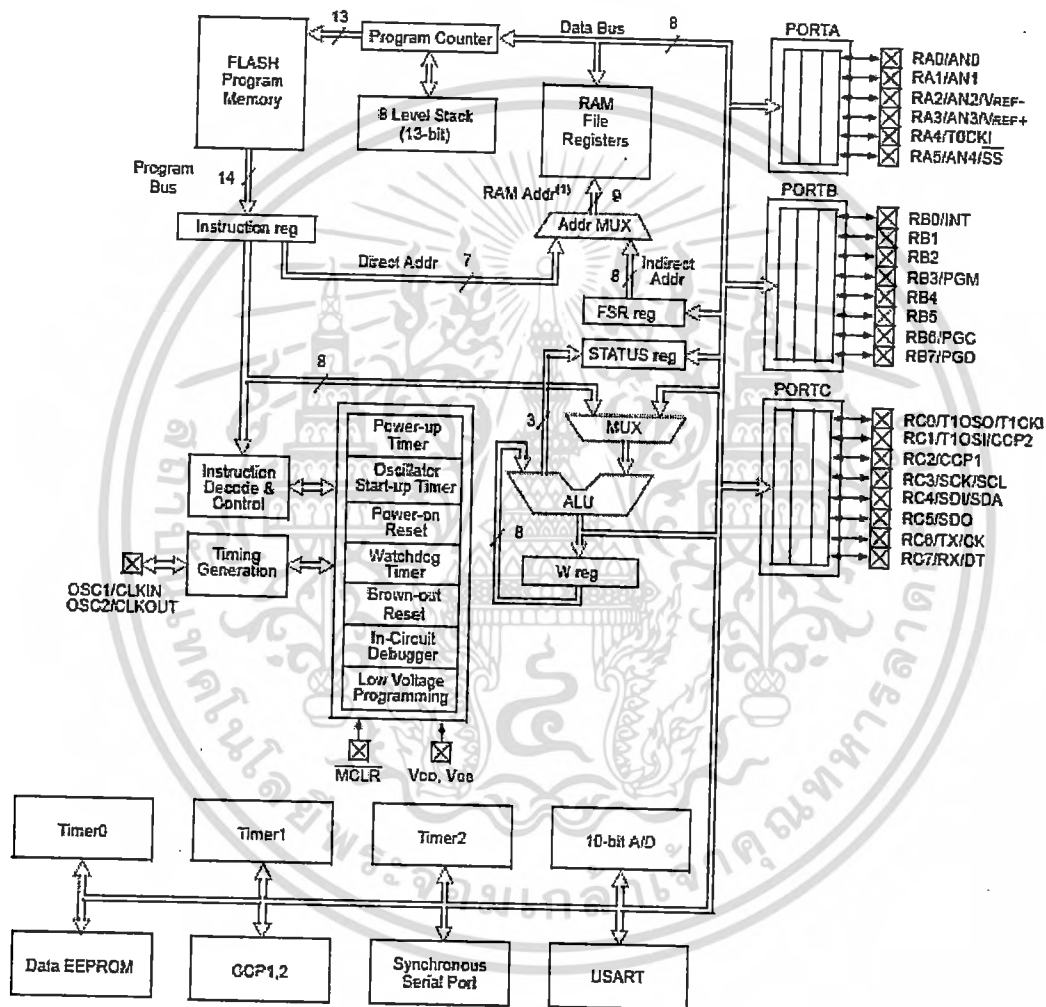 13
Data Bus
8
PORTA
FLASH
Program
Memory
Program Counter
8 Level Stack
(13-bit)
RAM
File
Registers
RA0/AN0
RA1/AN1
RA2/AN2/VREF-
RA3/AN3/VREF+
RA4/T0CKI
RA5/AN4/SS
Program
Bus
14
RAM Addr(1)
9
PORTB
Instruction reg
Addr MUX
Direct Addr
7
8
Indirect
Addr
FSR reg
STATUS reg
RB0/INT
RB1
RB2
RB3/PGM
RB4
RB5
RB6/PGC
RB7/PGD
8
3
MUX
PORTC
Power-up
Timer
Oscillator
Start-up Timer
Power-on
Reset
Watchdog
Timer
Brown-out
Reset
In-Circuit
Debugger
Low Voltage
Programming
Instruction
Decode &
Control
Timing
Generation
OSC1/CLKIN
OSC2/CLKOUT
ALU
8
W reg
RC0/T1OSO/T1CKI
RC1/T1OSI/CCP2
RC2/CCP1
RC3/SCK/SCL
RC4/SDI/SDA
RC5/SDO
RC6/TX/CK
RC7/RX/DT
MCLR
VDD, VSS
Timer0
Timer1
Timer2
10-bit A/D
Data EEPROM
CCP1,2
Synchronous
Serial Port
USART